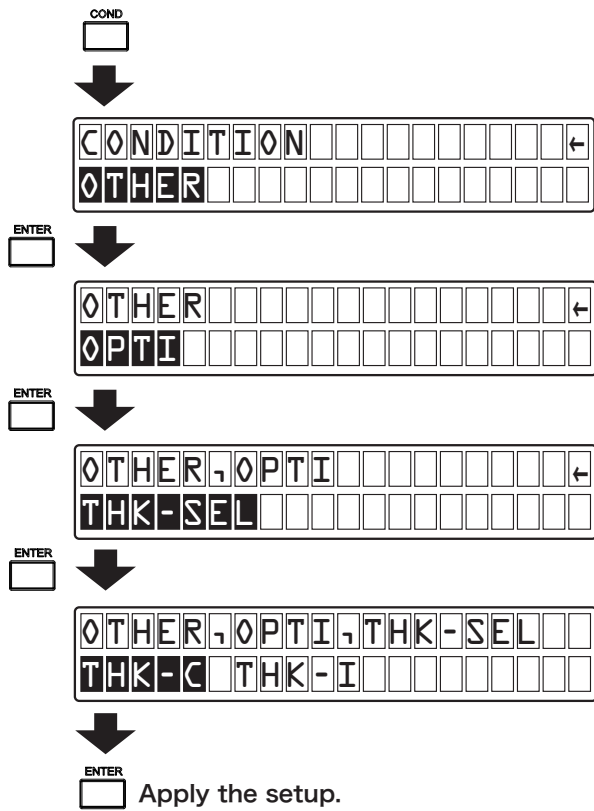 COND
CONDITION ←
OTHER
ENTER
OTHER ←
OPTI
ENTER
OTHER¬OPTI ←
THK-SEL
ENTER
OTHER¬OPTI¬THK-SEL
THK-C THK-I
ENTER
Apply the setup.